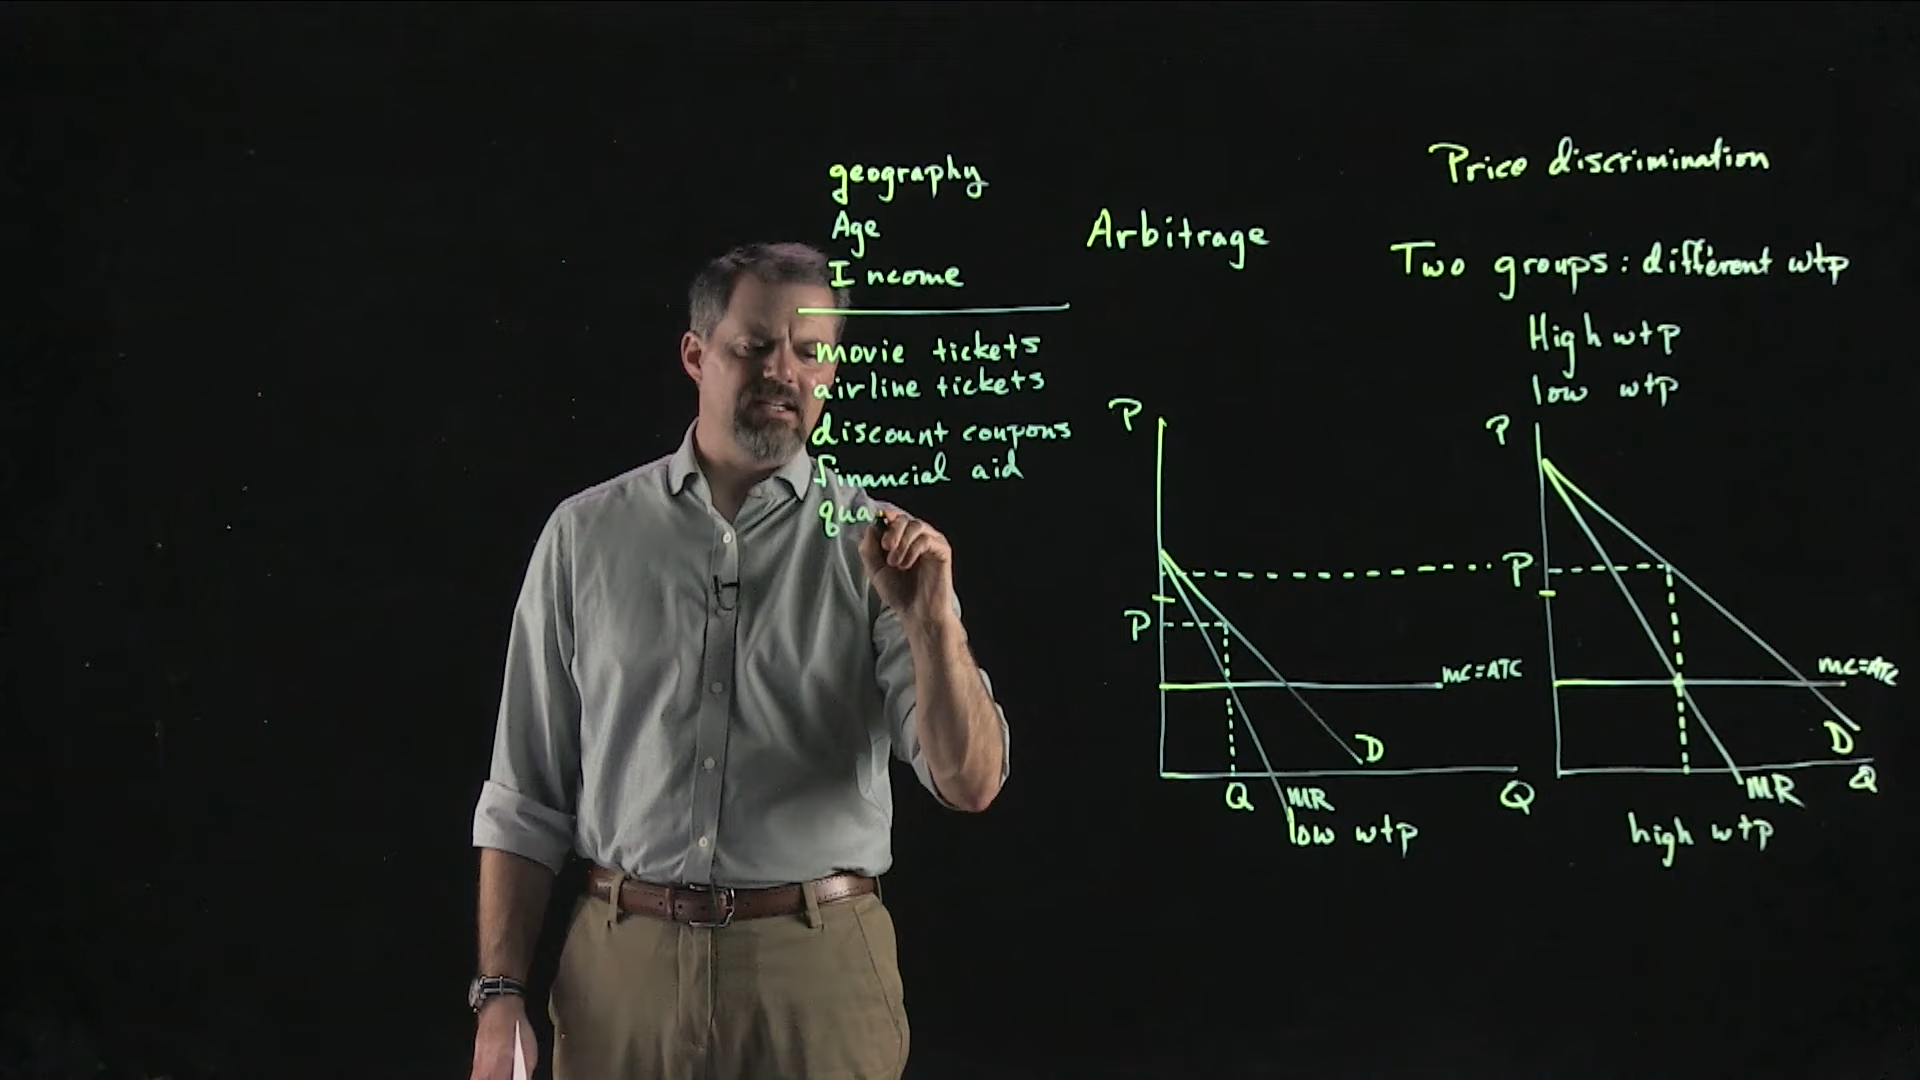 geography
Age
Income
movie tickets
airline tickets
discount coupons
financial aid
qua
Arbitrage
Price discrimination
Two groups: different wtp
High wtp
low wtp
P
P
mc=ATC
D
Q
MR
Q
low wtp
P
P
mc=ATC
D
MR
Q
high wtp